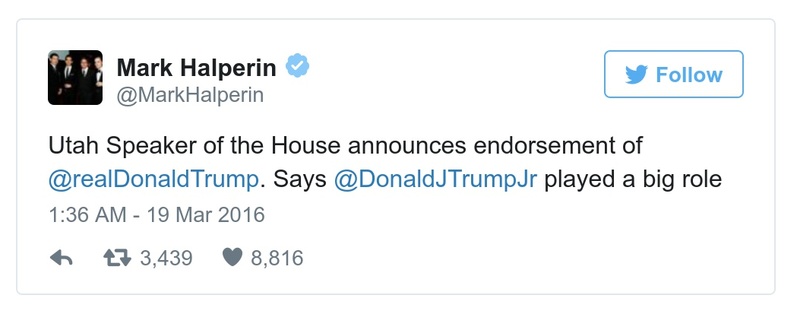 Mark Halperin
@MarkHalperin
Follow
Utah Speaker of the House announces endorsement of
@realDonaldTrump. Says @DonaldJTrumpJr played a big role
1:36 AM - 19 Mar 2016
3,439 8,816